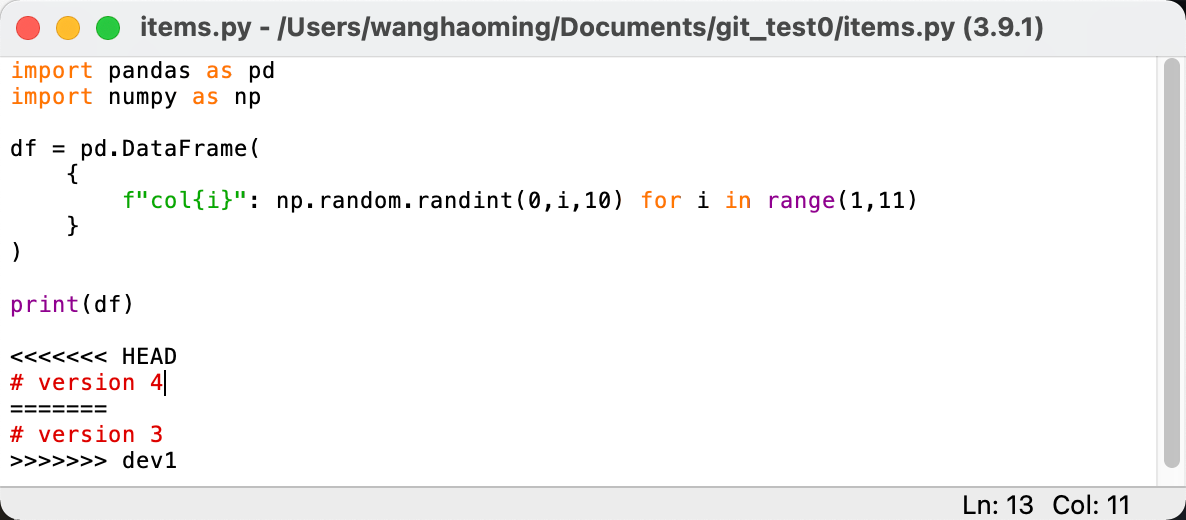 items.py - /Users/wanghaoming/Documents/git_test0/items.py (3.9.1)
import pandas as pd
import numpy as np

df = pd.DataFrame(
    {
        f"col{i}": np.random.randint(0,i,10) for i in range(1,11)
    }
)

print(df)

<<<<<<< HEAD
# version 4
=======
# version 3
>>>>>>> dev1
Ln: 13 Col: 11